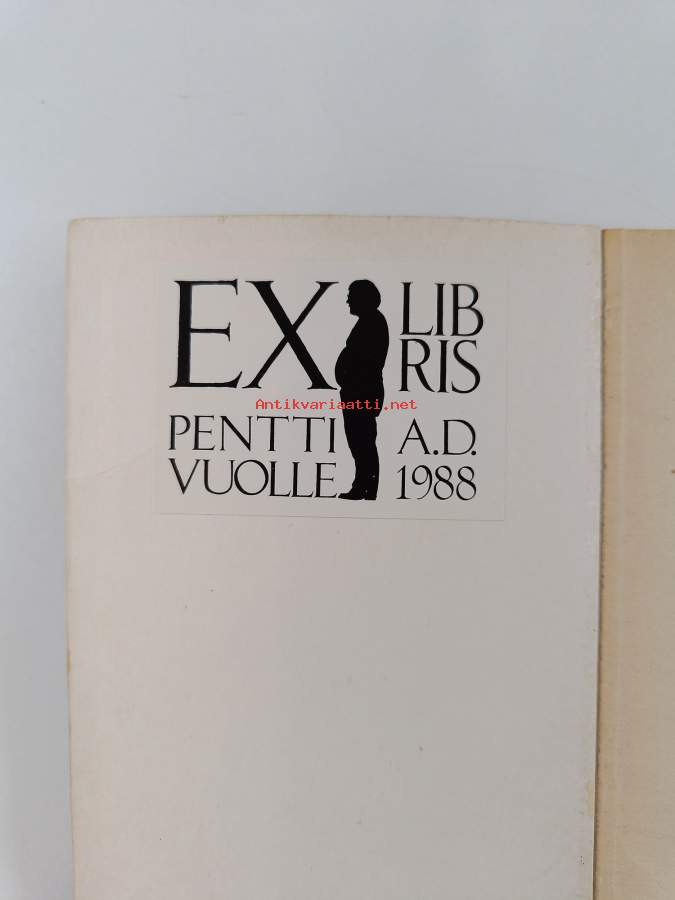 EX LIB
RIS
Antikvariaatti.net
PENTTI A.D.
VUOLLE 1988